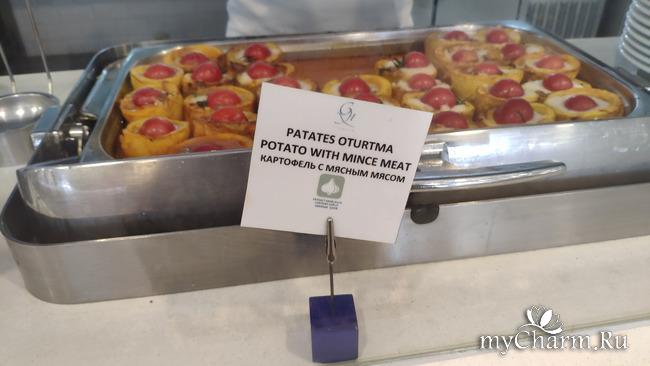 PATATES OTURTMA
POTATO WITH MINCE MEAT
КАРТОФЕЛЬ С МЯСНЫМ МЯСОМ
myCharm.Ru